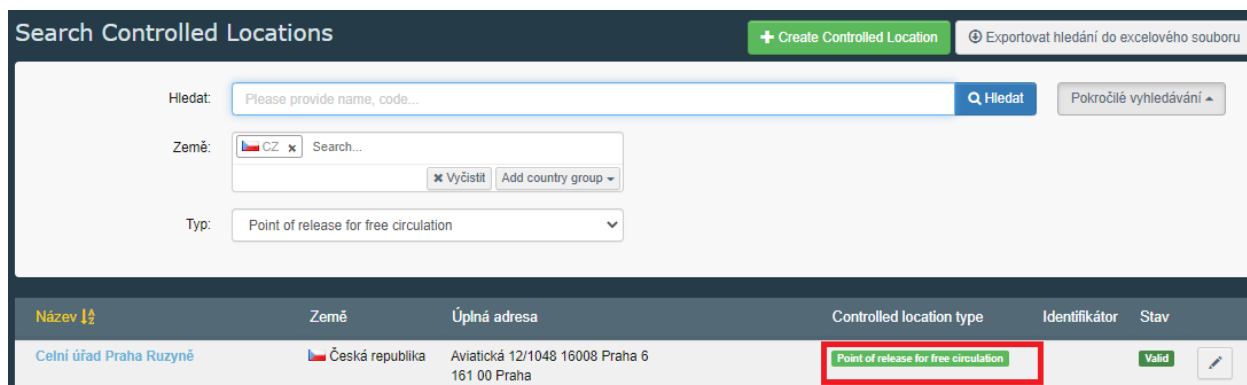 Search Controlled Locations
Create Controlled Location
Exportovat hledání do excelového souboru
Hledat:
Please provide name, code...
Hledat
Pokročilé vyhledávání
Země:
CZ x Search...
Vyčistit
Add country group
Typ:
Point of release for free circulation
Název Země Úplná adresa Controlled location type Identifikátor Stav
Celní úřad Praha Ruzyně Česká republika Aviatická 12/1048 16008 Praha 6 Point of release for free circulation Valid
161 00 Praha